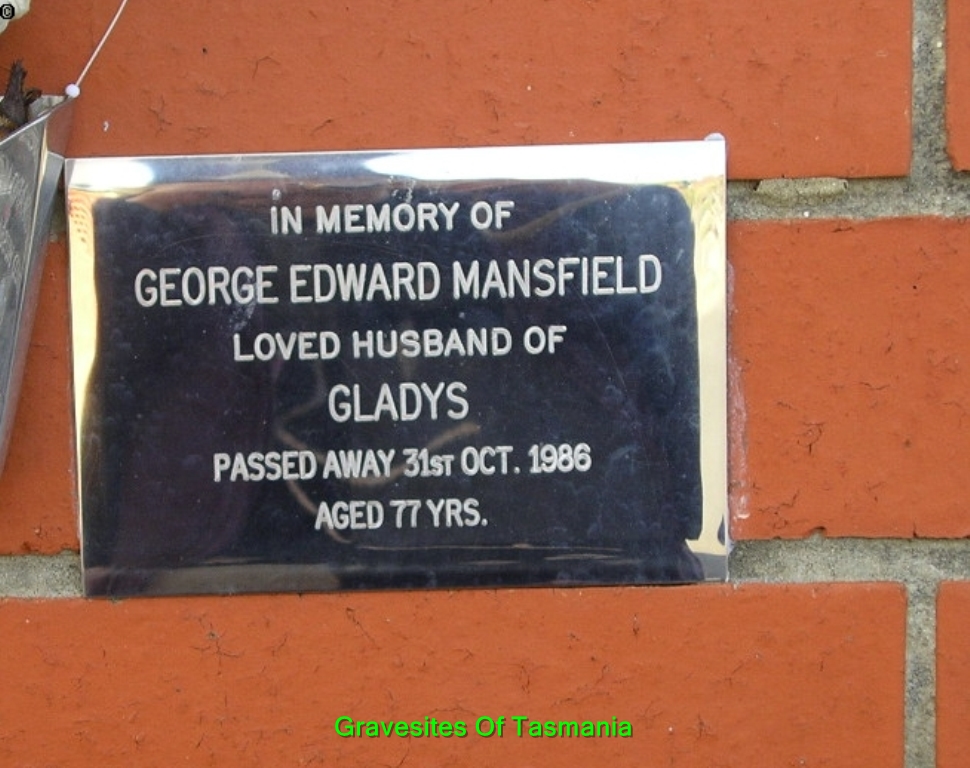 ©
IN MEMORY OF
GEORGE EDWARD MANSFIELD
LOVED HUSBAND OF
GLADYS
PASSED AWAY 31ST OCT. 1986
AGED 77 YRS.
Gravesites Of Tasmania